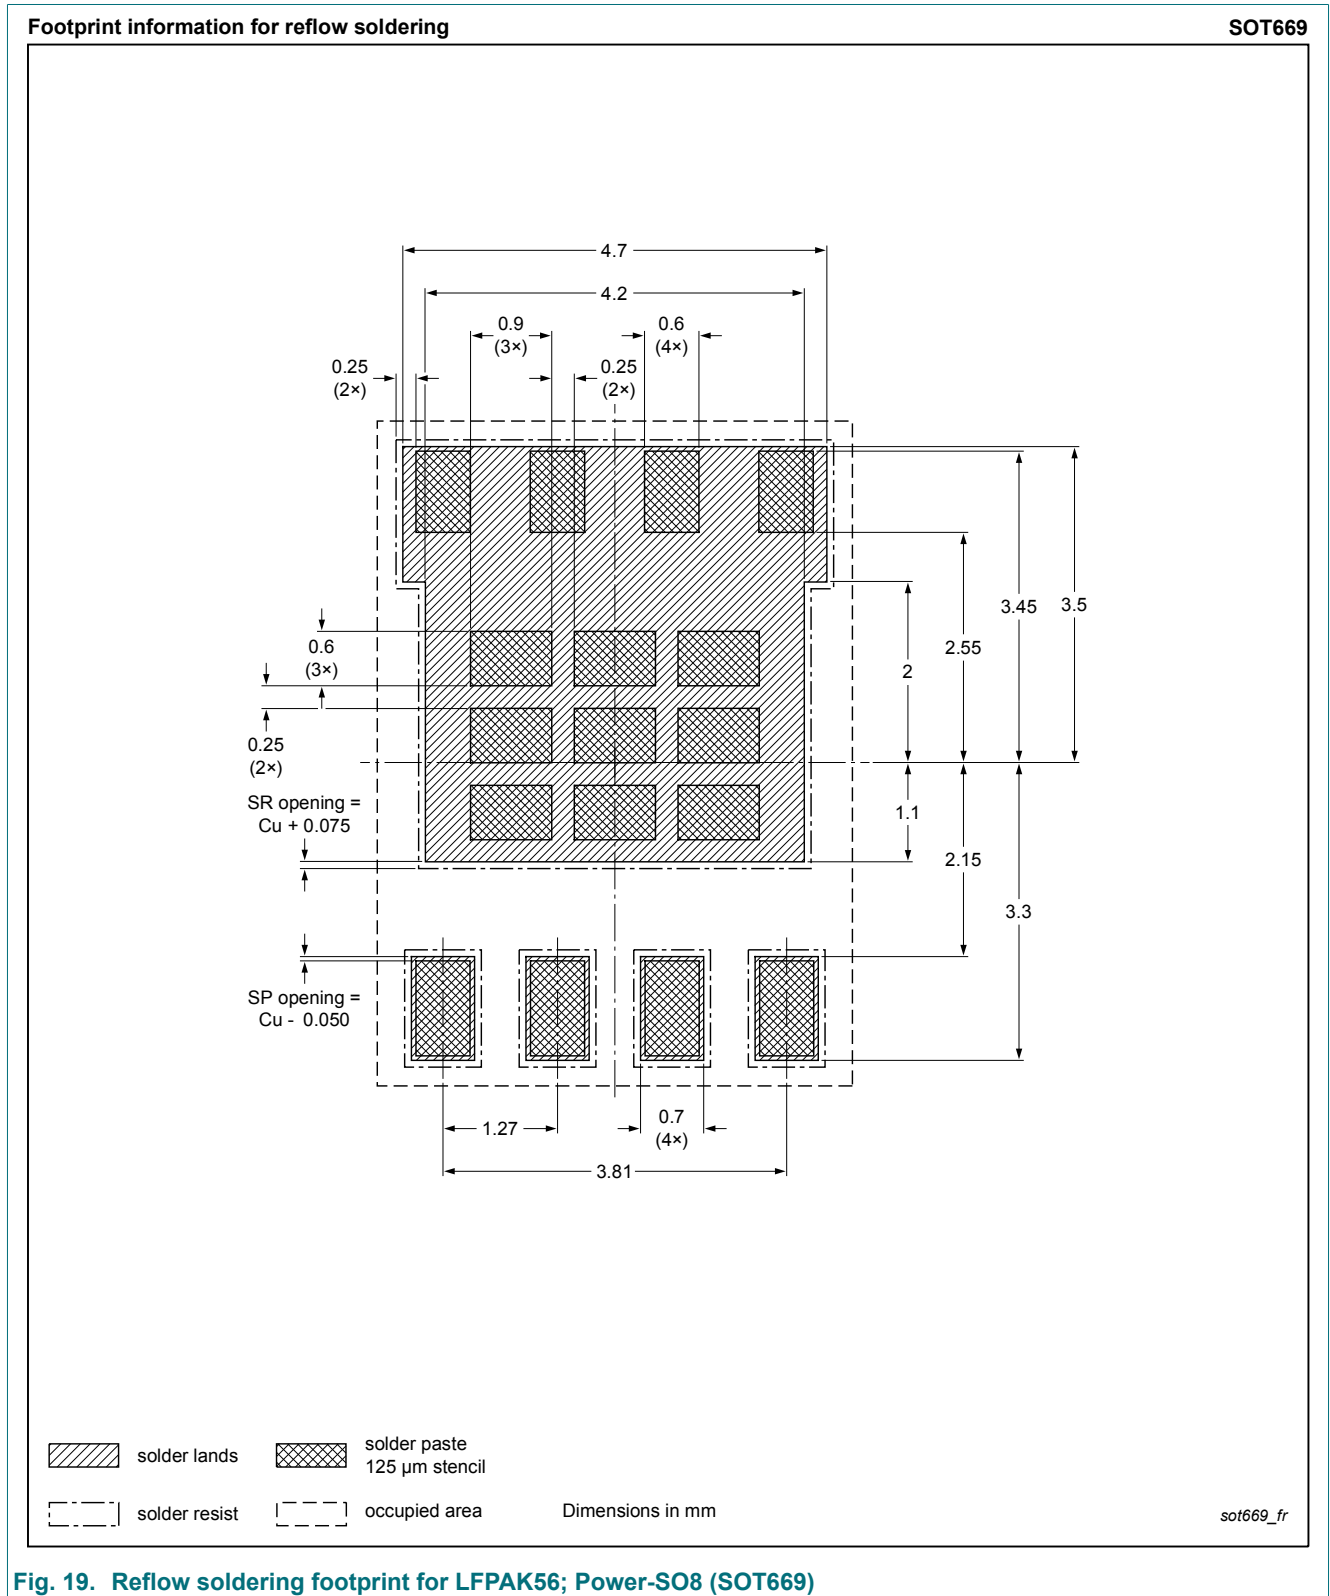 Footprint information for reflow soldering
SOT669
4.7
4.2
0.9
(3×)
0.6
(4×)
0.25
(2×)
0.25
(2×)
3.45
3.5
0.6
(3×)
2.55
2
0.25
(2×)
SR opening =
Cu + 0.075
1.1
2.15
3.3
SP opening =
Cu - 0.050
1.27
0.7
(4×)
3.81
solder lands
solder paste
125 µm stencil
solder resist
occupied area
Dimensions in mm
sot669_fr
Fig. 19. Reflow soldering footprint for LFPAK56; Power-SO8 (SOT669)